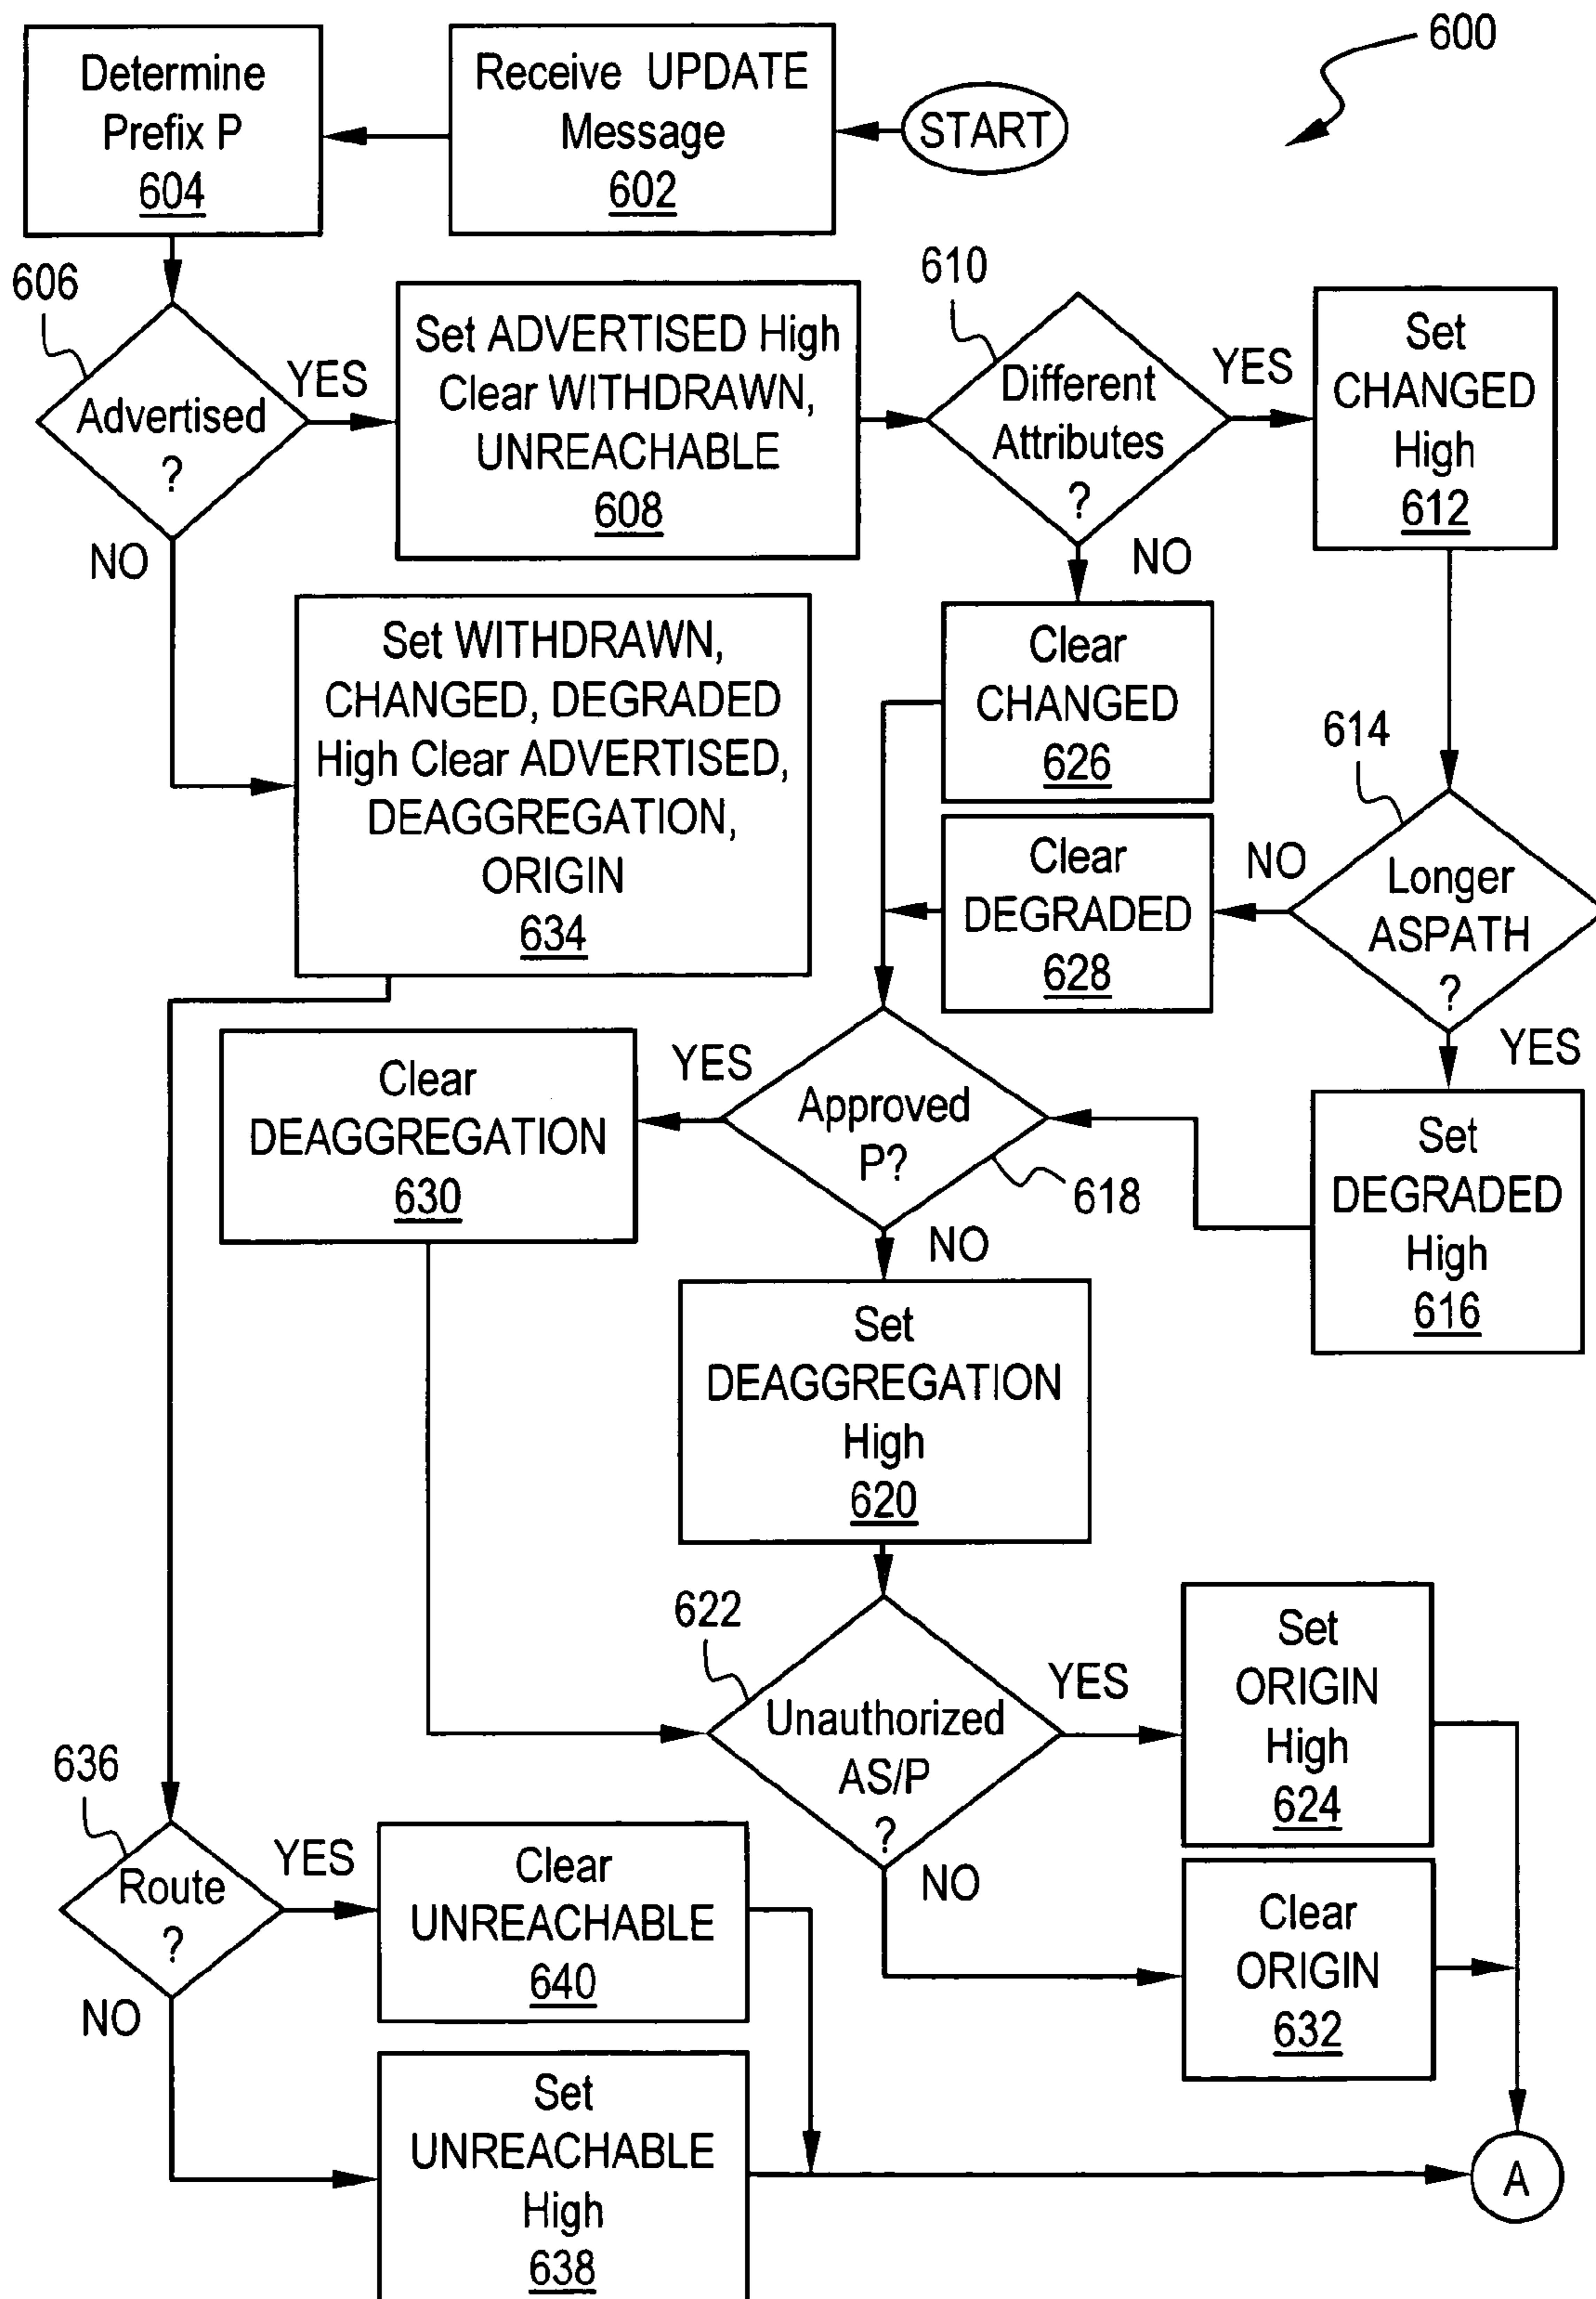 600
Determine
Prefix P
604
Receive UPDATE
Message
602
START
606
Advertised
?
YES
NO
Set ADVERTISED High
Clear WITHDRAWN,
UNREACHABLE
608
610
Different
Attributes
?
YES
NO
Set
CHANGED
High
612
Set WITHDRAWN,
CHANGED, DEGRADED
High Clear ADVERTISED,
DEAGGREGATION,
ORIGIN
634
Clear
CHANGED
626
614
Longer
ASPATH
?
NO
YES
Clear
DEGRADED
628
Clear
DEAGGREGATION
630
YES
Approved
P?
618
NO
Set
DEGRADED
High
616
Set
DEAGGREGATION
High
620
622
Unauthorized
AS/P
?
YES
NO
Set
ORIGIN
High
624
636
Route
?
YES
NO
Clear
UNREACHABLE
640
Clear
ORIGIN
632
Set
UNREACHABLE
High
638
A